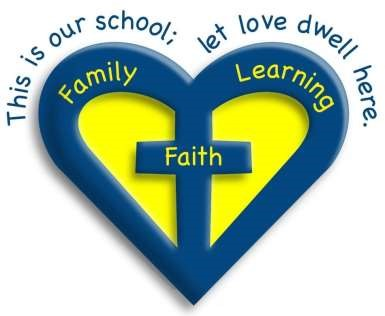 This is our school; let love dwell here.
Family Learning
Faith